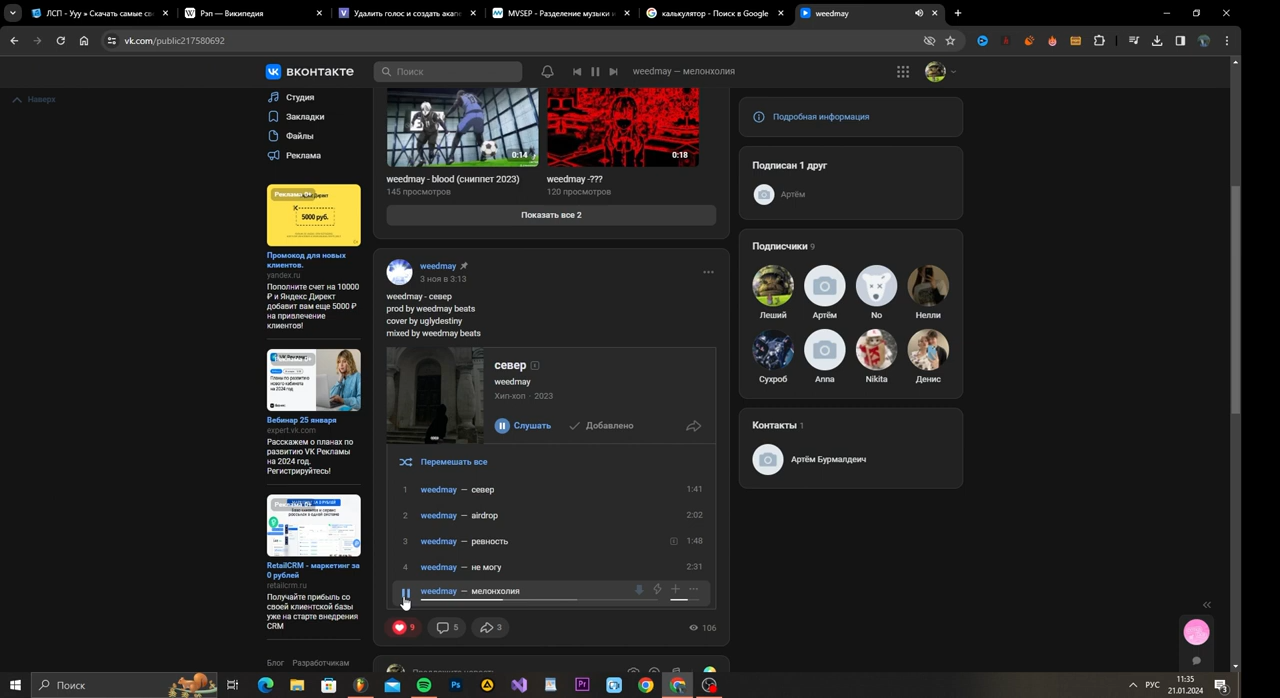 ЛСП - Ууу » Скачать самые св
Рэп — Википедия
Удалить голос и создать акапе
MVSEP - Разделение музыки и
калькулятор - Поиск в Google
weedmay
vk.com/public217580692
вконтакте
Поиск
weedmay — мелонхолия
Наверх
Студия
Закладки
Файлы
Реклама
Реклама 0+
5000 руб.
Промокод для новых
клиентов.
yandex.ru
Пополните счет на 10000
₽ и Яндекс Директ
добавит вам еще 5000 ₽
на привлечение
клиентов!
Вебинар 25 января
expert.vk.com
Расскажем о планах по
развитию VK Рекламы
на 2024 год.
Регистрируйтесь!
RetailCRM - маркетинг за
0 рублей
retailcrm.ru
Получайте прибыль со
своей клиентской базы
уже на старте внедрения
CRM
Блог Разработчикам
0:14
0:18
weedmay - blood (сниппет 2023)
145 просмотров
weedmay -???
120 просмотров
Показать все 2
weedmay
3 ноя в 3:13
weedmay - север
prod by weedmay beats
cover by uglydestiny
mixed by weedmay beats
север
weedmay
Хип-хоп · 2023
Слушать
Добавлено
Перемешать все
1 weedmay — север 1:41
2 weedmay — airdrop 2:02
3 weedmay — ревность 1:48
4 weedmay — не могу 2:31
weedmay — мелонхолия
9
5
3
106
Подробная информация
Подписан 1 друг
Артём
Подписчики 9
Леший Артём No Нелли
Сухроб Anna Nikita Денис
Контакты 1
Артём Бурмалдеич
Поиск
РУС
11:35
21.01.2024
3